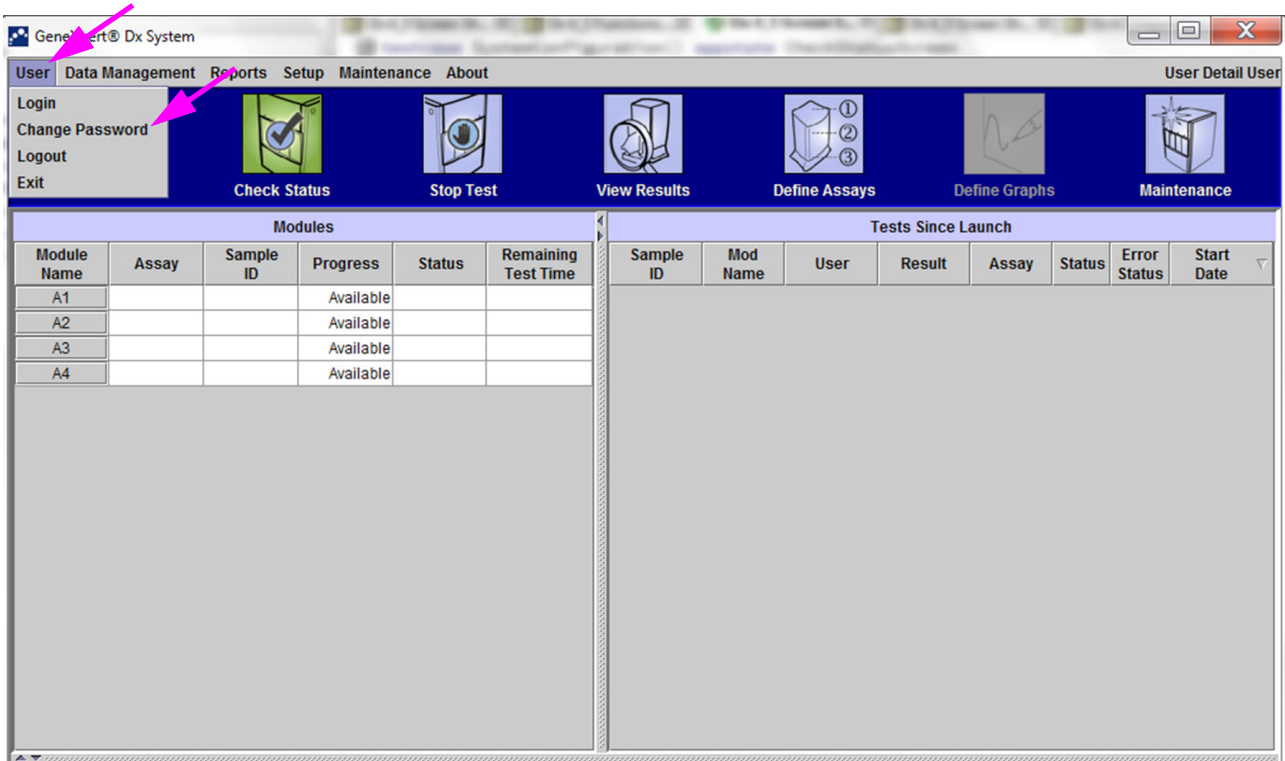 GeneXpert® Dx System
User Data Management Reports Setup Maintenance About User Detail User
Login
Change Password
Logout
Exit
Check Status Stop Test View Results Define Assays Define Graphs Maintenance
① ② ③
Modules Tests Since Launch
Module Name Assay Sample ID Progress Status Remaining Test Time Sample ID Mod Name User Result Assay Status Error Status Start Date
A1 Available
A2 Available
A3 Available
A4 Available